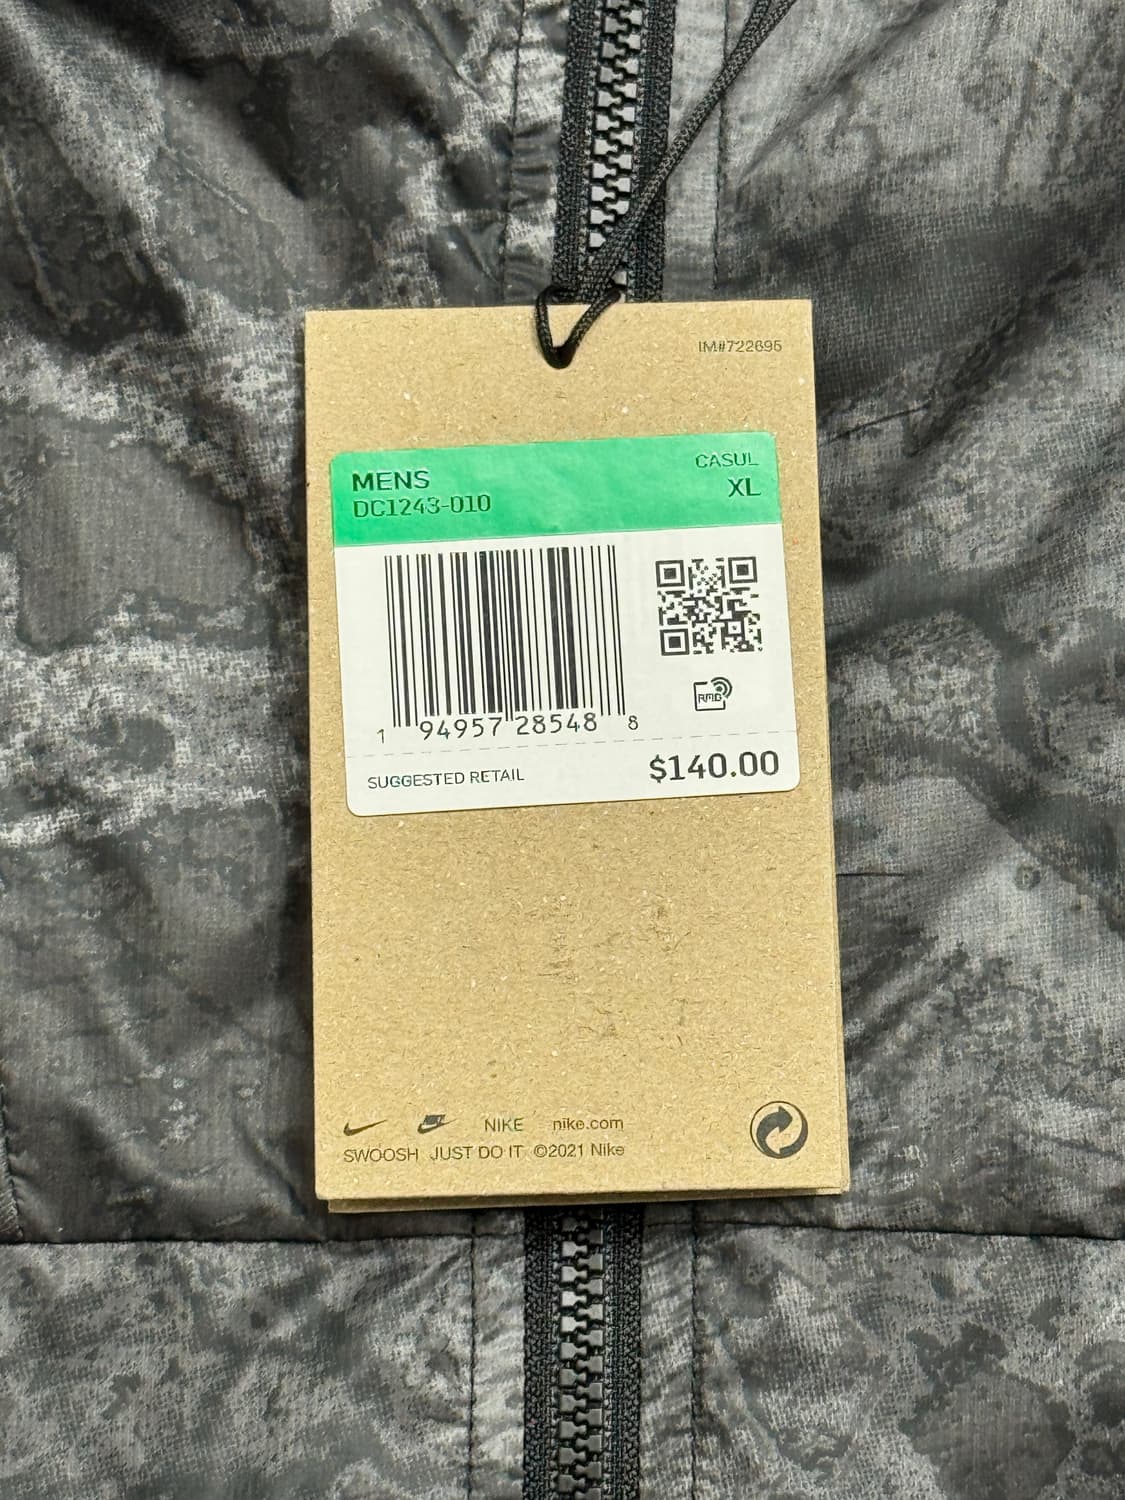 IM#722695
MENS
CASUL
DC1243-010
XL
RMD
1 94957 28548 8
SUGGESTED RETAIL
$140.00
NIKE nike.com
SWOOSH JUST DO IT ©2021 Nike